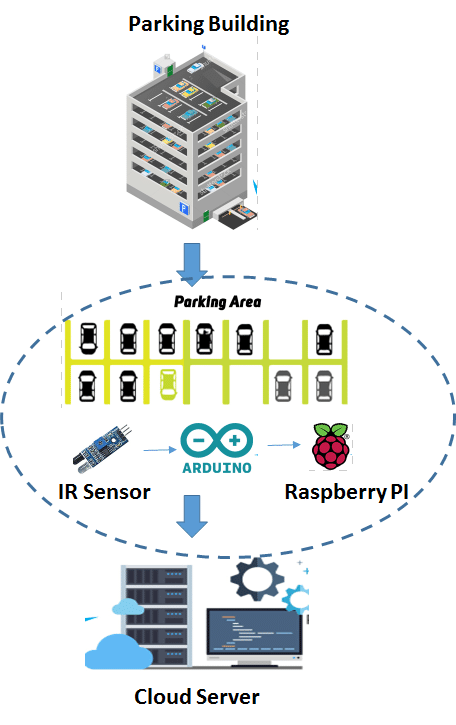 Parking Building
P
P
Parking Area
ARDUINO
IR Sensor
Raspberry PI
Cloud Server